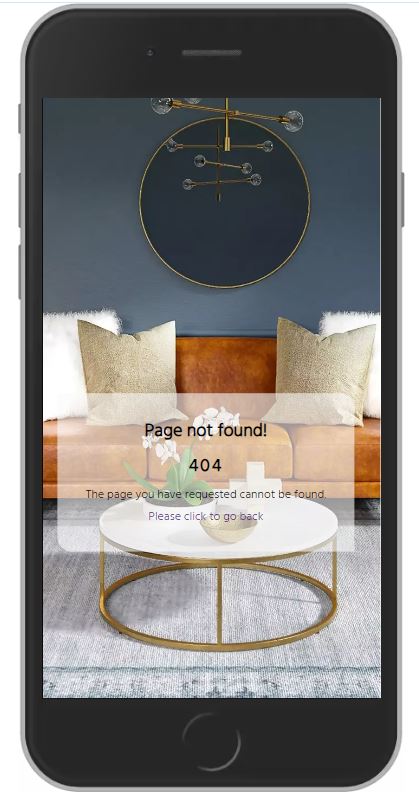 Page not found!
404
The page you have requested cannot be found.
Please click to go back